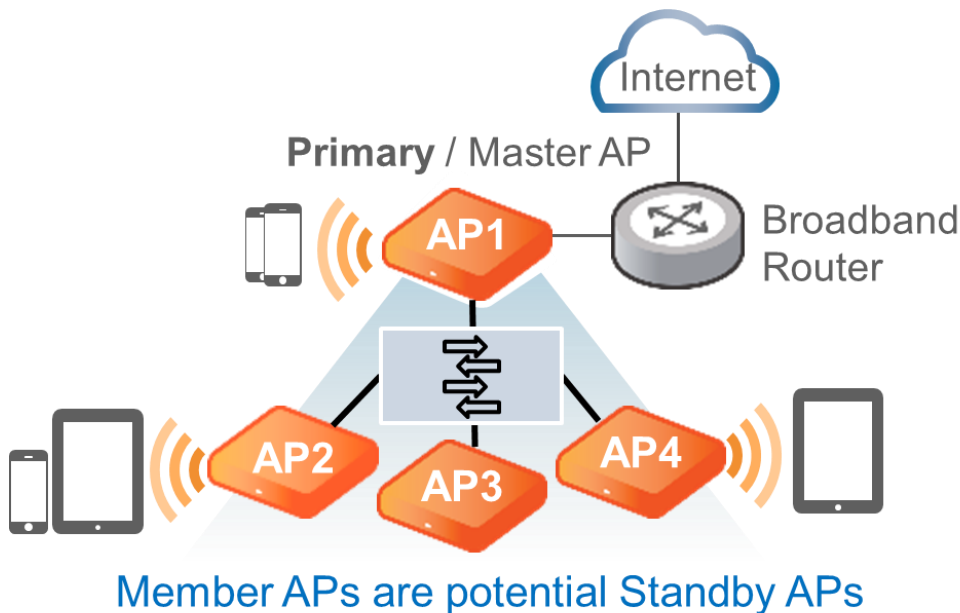 Internet
Primary / Master AP
AP1
Broadband
Router
AP2
AP3
AP4
Member APs are potential Standby APs